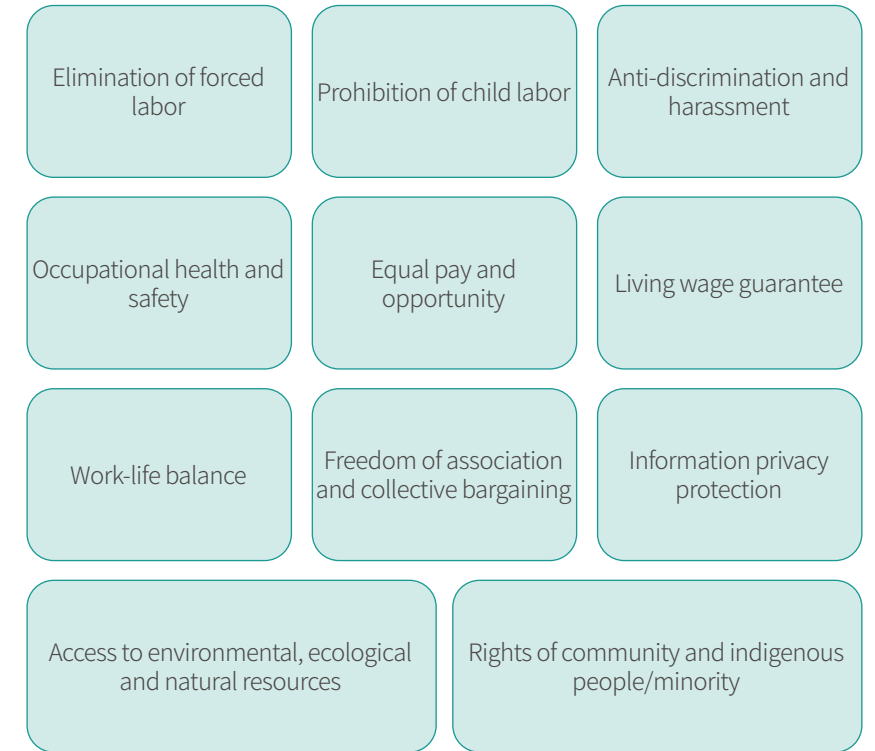 Elimination of forced
labor
Prohibition of child labor
Anti-discrimination and
harassment
Occupational health and
safety
Equal pay and
opportunity
Living wage guarantee
Work-life balance
Freedom of association
and collective bargaining
Information privacy
protection
Access to environmental, ecological
and natural resources
Rights of community and indigenous
people/minority